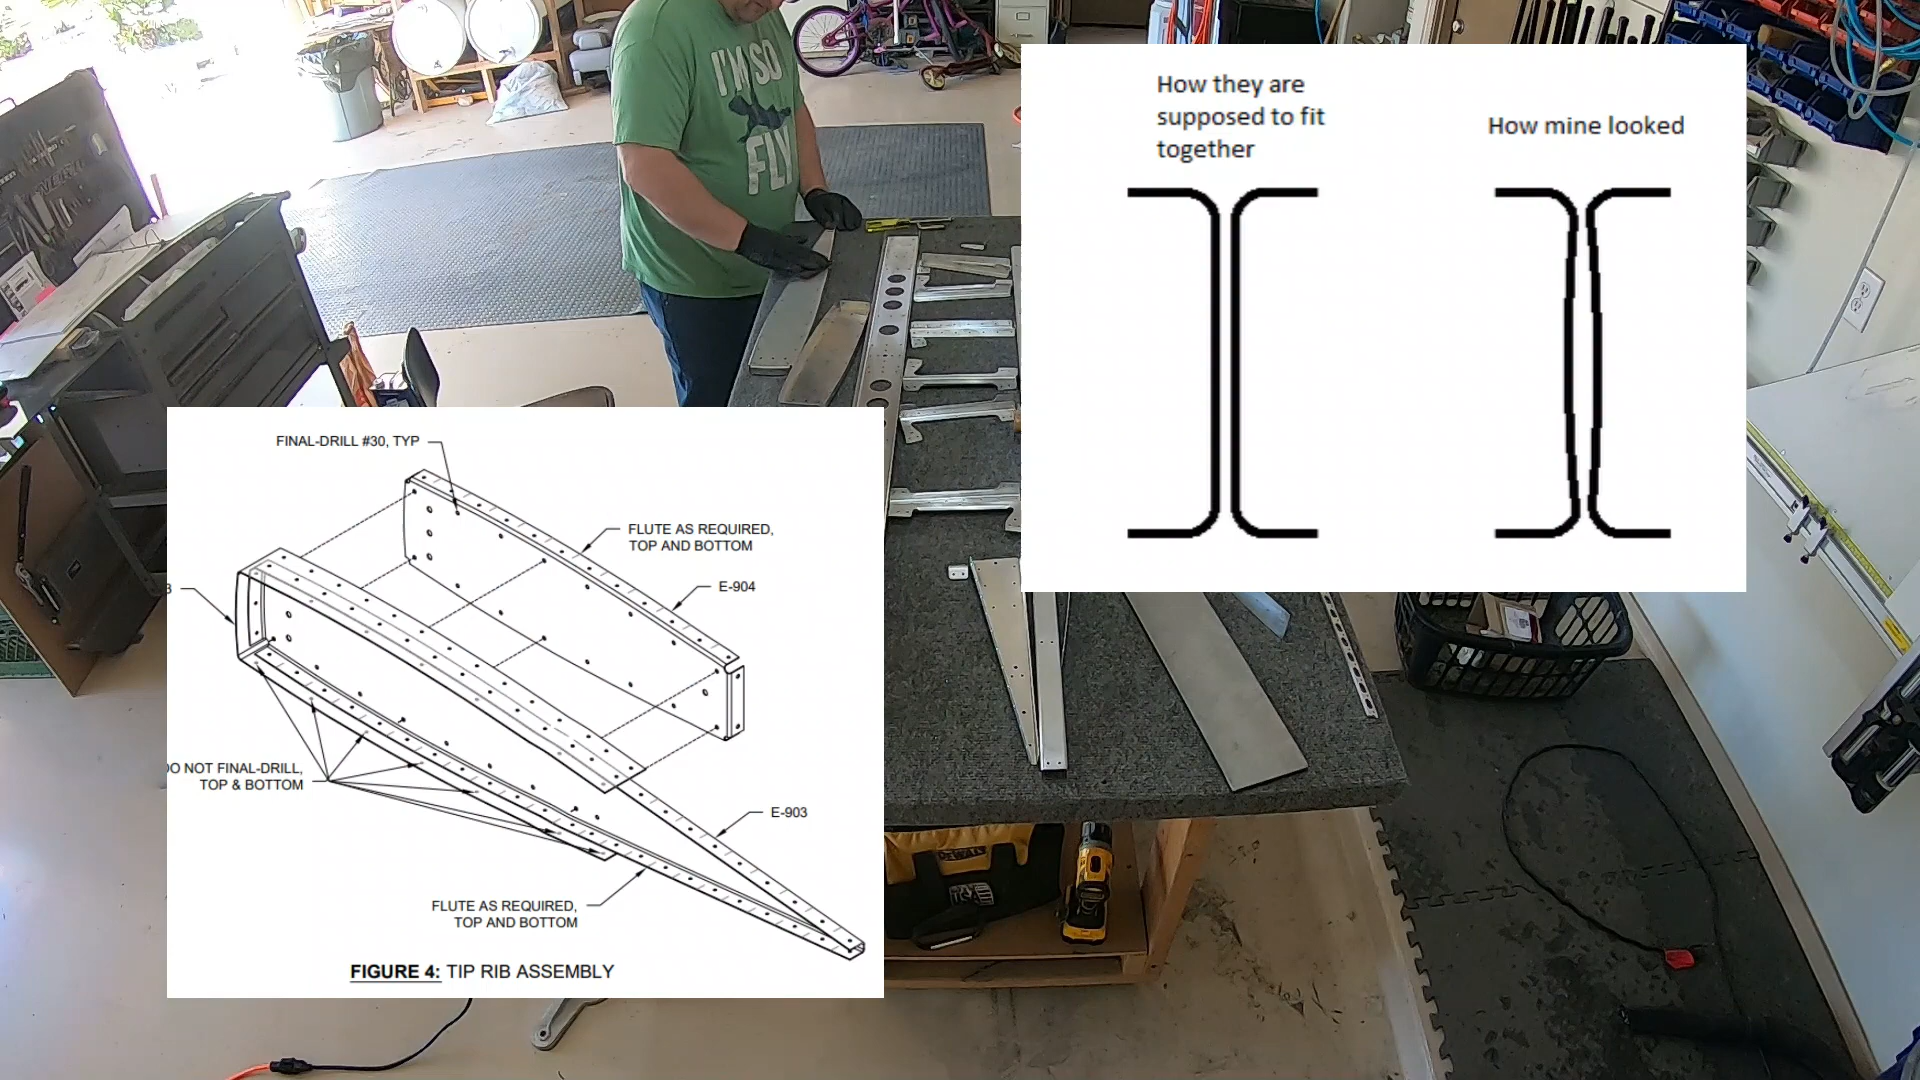 I'M SO
FLY
How they are
supposed to fit
together
How mine looked
FINAL-DRILL #30, TYP
FLUTE AS REQUIRED,
TOP AND BOTTOM
E-904
3
DO NOT FINAL-DRILL,
TOP & BOTTOM
E-903
FLUTE AS REQUIRED,
TOP AND BOTTOM
FIGURE 4: TIP RIB ASSEMBLY
DEWALT